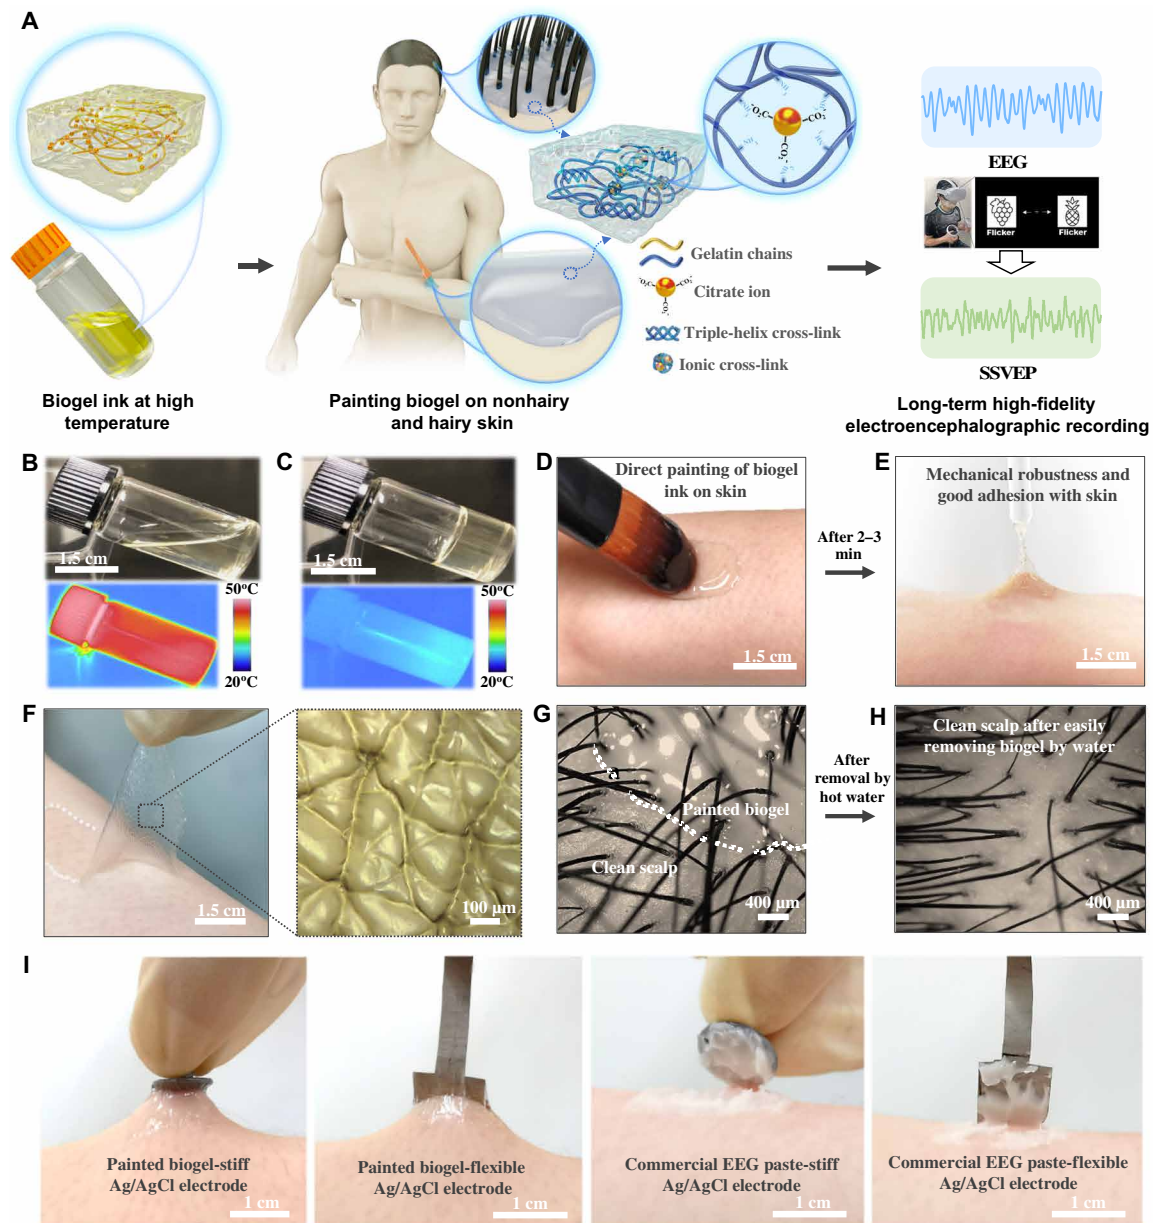 A
EEG
Flicker
Flicker
SSVEP
Gelatin chains
Citrate ion
Triple-helix cross-link
Ionic cross-link
Biogel ink at high
temperature
Painting biogel on nonhairy
and hairy skin
Long-term high-fidelity
electroencephalographic recording
B
1.5 cm
50°C
20°C
C
1.5 cm
50°C
20°C
D
Direct painting of biogel
ink on skin
1.5 cm
After 2–3
min
E
Mechanical robustness and
good adhesion with skin
1.5 cm
F
1.5 cm
100 µm
G
Painted biogel
Clean scalp
400 µm
After
removal by
hot water
H
Clean scalp after easily
removing biogel by water
400 µm
I
Painted biogel-stiff
Ag/AgCl electrode
1 cm
Painted biogel-flexible
Ag/AgCl electrode
1 cm
Commercial EEG paste-stiff
Ag/AgCl electrode
1 cm
Commercial EEG paste-flexible
Ag/AgCl electrode
1 cm